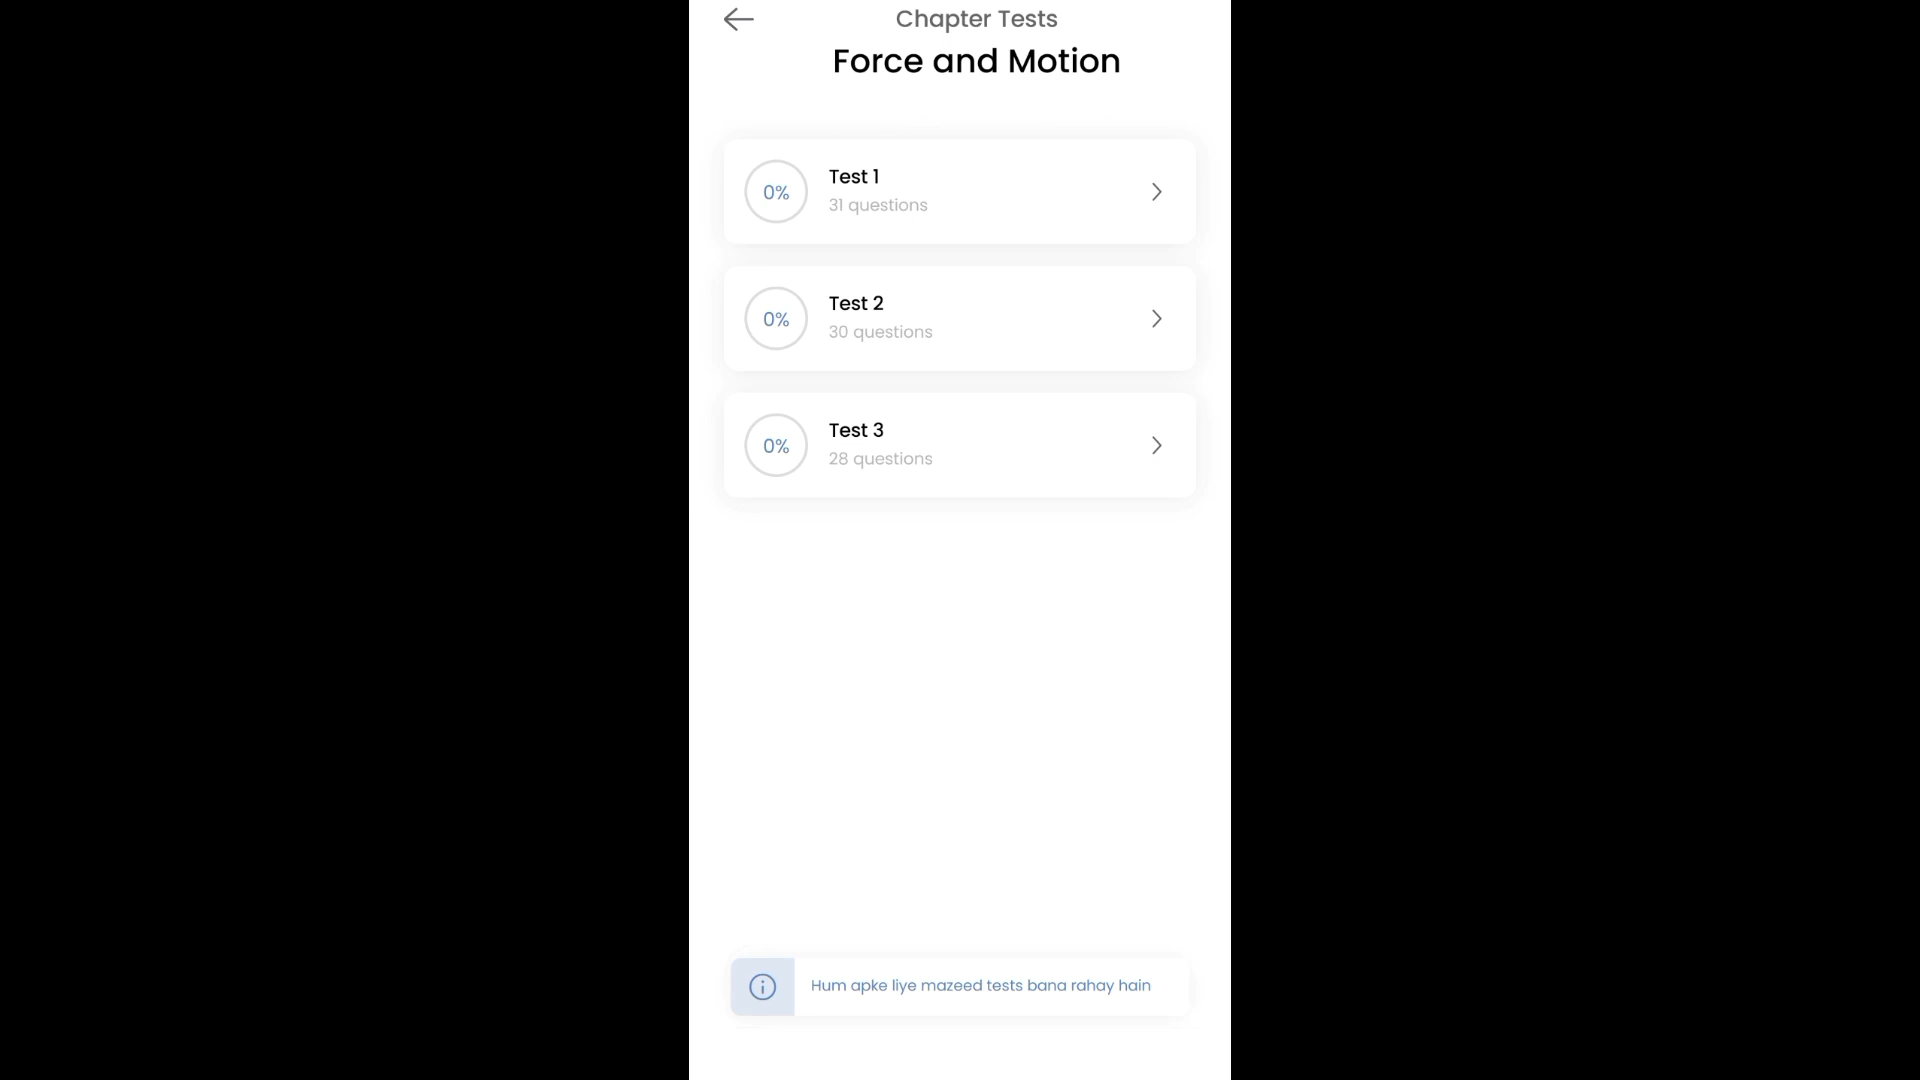 Chapter Tests
Force and Motion
0%
Test 1
31 questions
0%
Test 2
30 questions
0%
Test 3
28 questions
Hum apke liye mazeed tests bana rahay hain